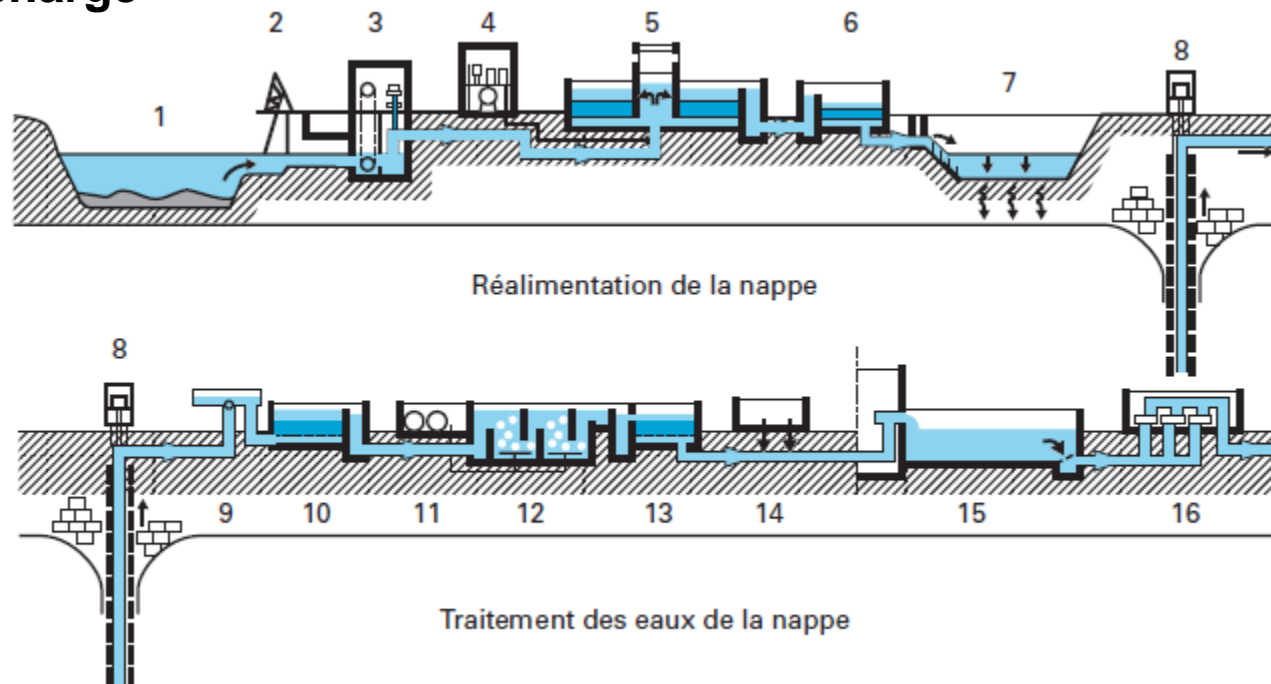 1 2 3 4 5 6 7 8
Réalimentation de la nappe
8 9 10 11 12 13 14 15 16
Traitement des eaux de la nappe